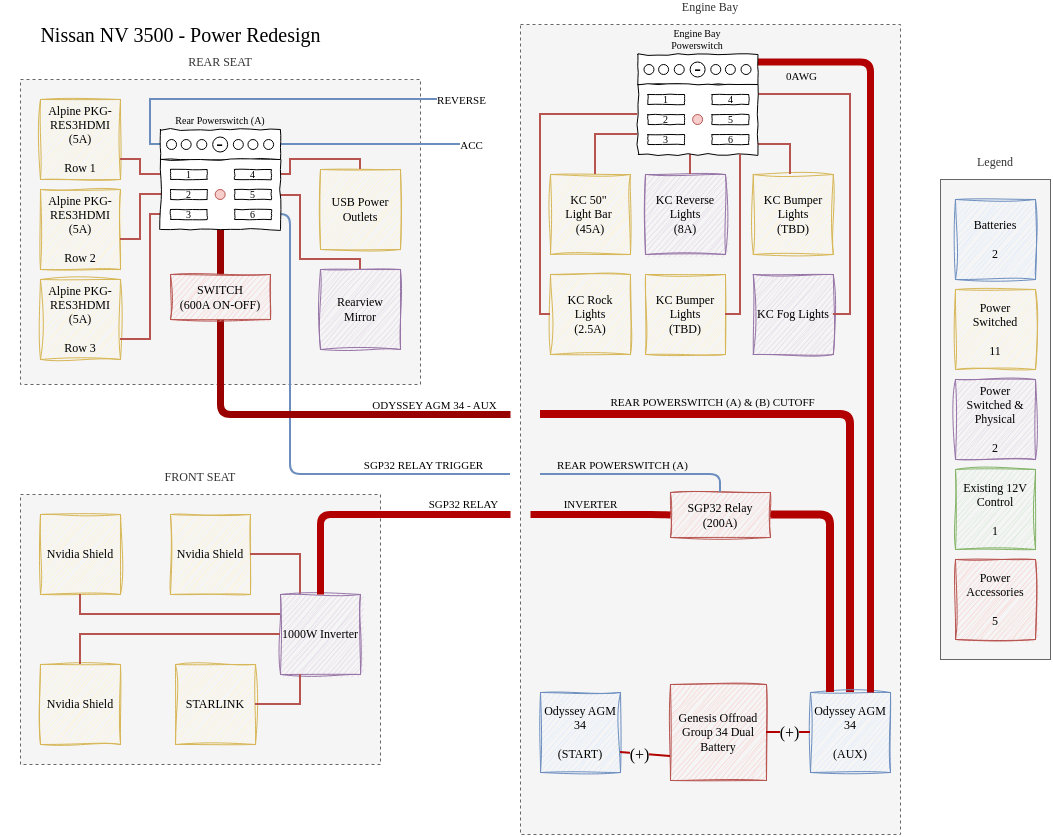 Nissan NV 3500 - Power Redesign
REAR SEAT
Alpine PKG-
RES3HDMI
(5A)
Row 1
Alpine PKG-
RES3HDMI
(5A)
Row 2
Alpine PKG-
RES3HDMI
(5A)
Row 3
Rear Powerswitch (A)
1
2
3
4
5
6
REVERSE
ACC
USB Power
Outlets
Rearview
Mirror
SWITCH
(600A ON-OFF)
ODYSSEY AGM 34 - AUX
SGP32 RELAY TRIGGER
SGP32 RELAY
FRONT SEAT
Nvidia Shield
Nvidia Shield
1000W Inverter
Nvidia Shield
STARLINK
Engine Bay
Engine Bay
Powerswitch
1
2
3
4
5
6
0AWG
KC 50"
Light Bar
(45A)
KC Reverse
Lights
(8A)
KC Bumper
Lights
(TBD)
KC Rock
Lights
(2.5A)
KC Bumper
Lights
(TBD)
KC Fog Lights
REAR POWERSWITCH (A) & (B) CUTOFF
REAR POWERSWITCH (A)
INVERTER
SGP32 Relay
(200A)
Odyssey AGM
34
(START)
(+)
Genesis Offroad
Group 34 Dual
Battery
(+)
Odyssey AGM
34
(AUX)
Legend
Batteries
2
Power
Switched
11
Power
Switched &
Physical
2
Existing 12V
Control
1
Power
Accessories
5